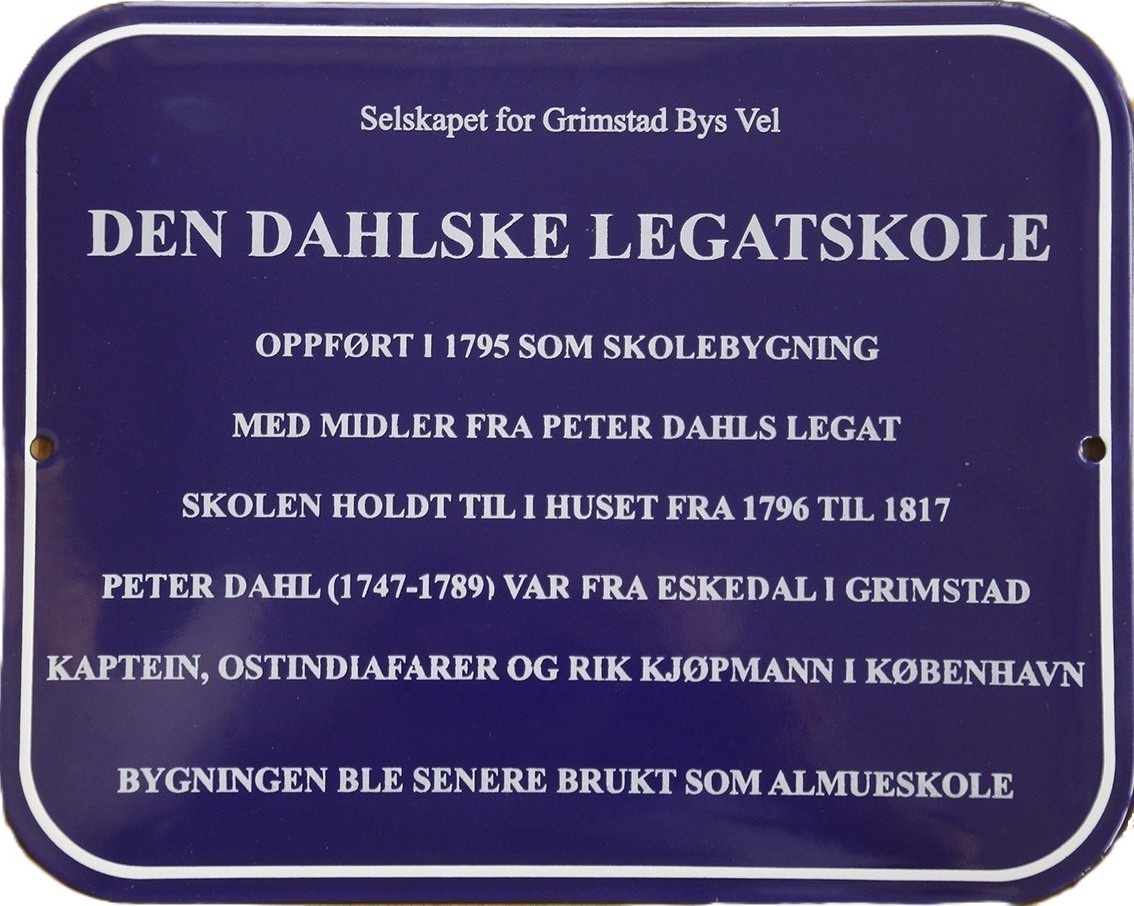 Selskapet for Grimstad Bys Vel
DEN DAHLSKE LEGATSKOLE
OPPFØRT I 1795 SOM SKOLEBYGNING
MED MIDLER FRA PETER DAHLS LEGAT
SKOLEN HOLDT TIL I HUSET FRA 1796 TIL 1817
PETER DAHL (1747-1789) VAR FRA ESKEDAL I GRIMSTAD
KAPTEIN, OSTINDIAFARER OG RIK KJØPMANN I KØBENHAVN
BYGNINGEN BLE SENERE BRUKT SOM ALMUESKOLE